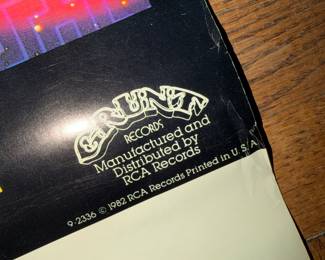 GRUNT
RECORDS
Manufactured and
Distributed by
RCA Records
9-2336 © 1982 RCA Records Printed in U.S.A.